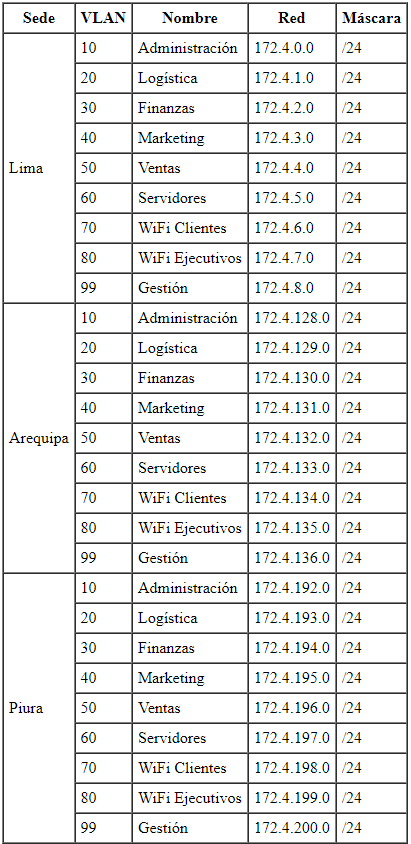 Sede VLAN Nombre Red Máscara
10 Administración 172.4.0.0 /24
20 Logística 172.4.1.0 /24
30 Finanzas 172.4.2.0 /24
40 Marketing 172.4.3.0 /24
Lima 50 Ventas 172.4.4.0 /24
60 Servidores 172.4.5.0 /24
70 WiFi Clientes 172.4.6.0 /24
80 WiFi Ejecutivos 172.4.7.0 /24
99 Gestión 172.4.8.0 /24
10 Administración 172.4.128.0 /24
20 Logística 172.4.129.0 /24
30 Finanzas 172.4.130.0 /24
40 Marketing 172.4.131.0 /24
Arequipa 50 Ventas 172.4.132.0 /24
60 Servidores 172.4.133.0 /24
70 WiFi Clientes 172.4.134.0 /24
80 WiFi Ejecutivos 172.4.135.0 /24
99 Gestión 172.4.136.0 /24
10 Administración 172.4.192.0 /24
20 Logística 172.4.193.0 /24
30 Finanzas 172.4.194.0 /24
40 Marketing 172.4.195.0 /24
Piura 50 Ventas 172.4.196.0 /24
60 Servidores 172.4.197.0 /24
70 WiFi Clientes 172.4.198.0 /24
80 WiFi Ejecutivos 172.4.199.0 /24
99 Gestión 172.4.200.0 /24